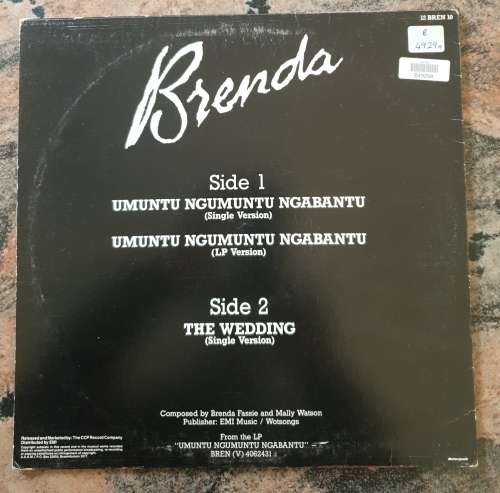 12 BREN 10
Brenda
Side 1
UMUNTU NGUMUNTU NGABANTU
(Single Version)
UMUNTU NGUMUNTU NGABANTU
(LP Version)
Side 2
THE WEDDING
(Single Version)
Composed by Brenda Fassie and Mally Watson
Publisher: EMI Music / Wotsongs
From the LP
"UMUNTU NGUMUNTU NGABANTU"
BREN (V) 4062431
Released and Marketed by: The CCP Record Company
Distributed by EMI